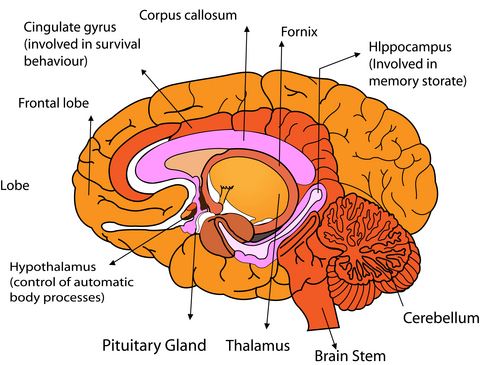 Corpus callosum
Cingulate gyrus
(involved in survival
behaviour)
Fornix
HIppocampus
(Involved in
memory storate)
Frontal lobe
Lobe
Hypothalamus
(control of automatic
body processes)
Cerebellum
Pituitary Gland
Thalamus
Brain Stem